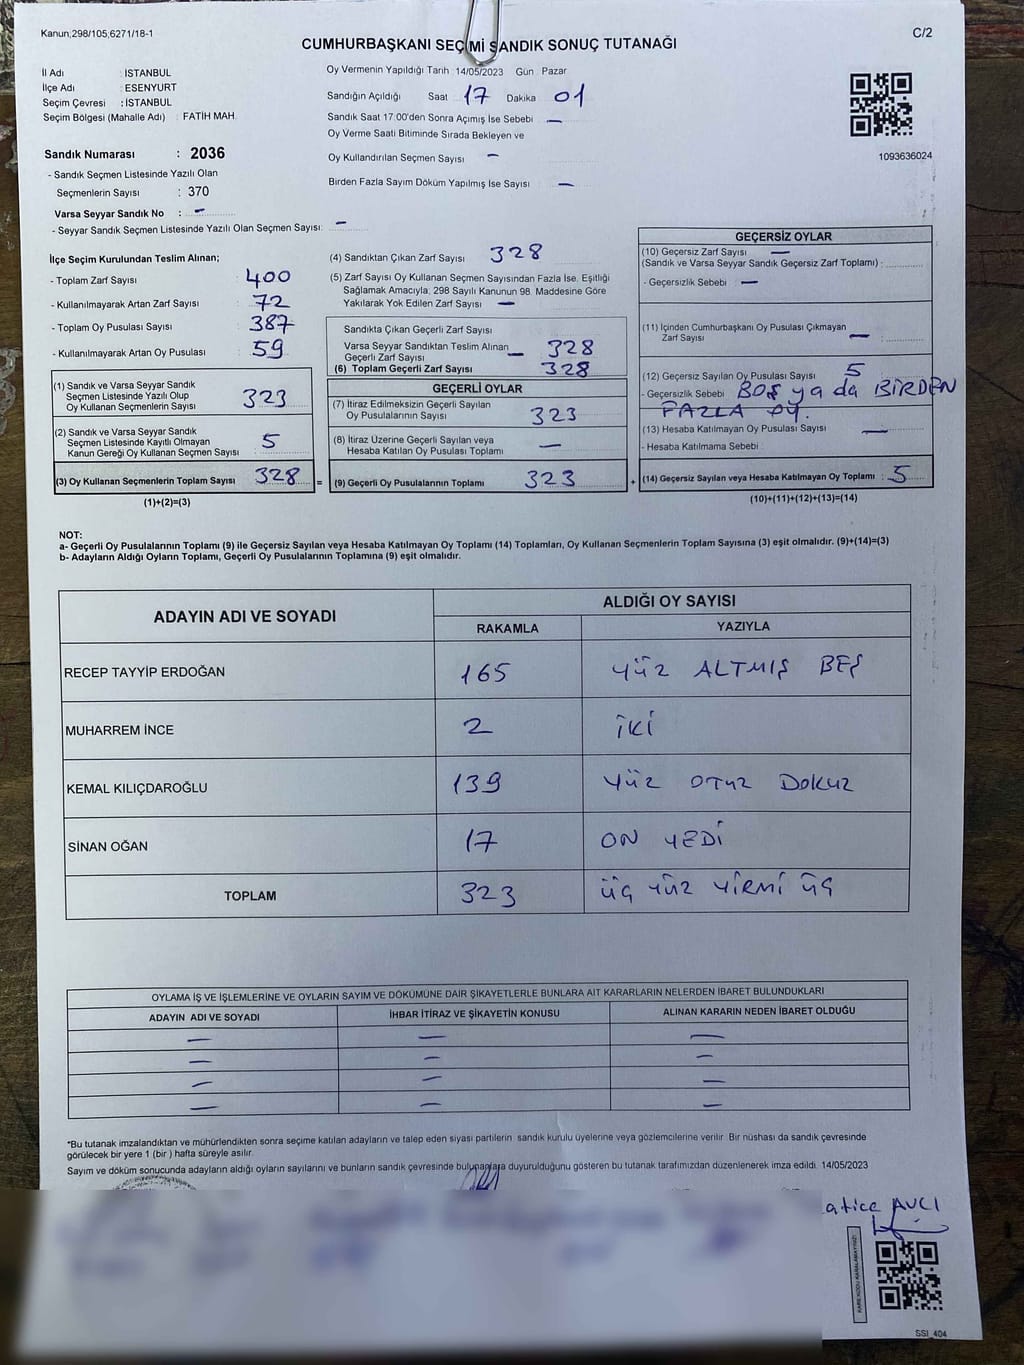 Kanun;298/105,6271/18-1
C/2
CUMHURBAŞKANI SEÇİMİ SANDIK SONUÇ TUTANAĞI
İl Adı : İSTANBUL
İlçe Adı : ESENYURT
Seçim Çevresi : İSTANBUL
Seçim Bölgesi (Mahalle Adı) : FATİH MAH.
Sandık Numarası : 2036
- Sandık Seçmen Listesinde Yazılı Olan
Seçmenlerin Sayısı : 370
Varsa Seyyar Sandık No : –
- Seyyar Sandık Seçmen Listesinde Yazılı Olan Seçmen Sayısı: –
Oy Vermenin Yapıldığı Tarih 14/05/2023 Gün Pazar
Sandığın Açıldığı Saat 17 Dakika 01
Sandık Saat 17:00'den Sonra Açımış İse Sebebi –
Oy Verme Saati Bitiminde Sırada Bekleyen ve
Oy Kullandırılan Seçmen Sayısı –
Birden Fazla Sayım Döküm Yapılmış İse Sayısı –
1093636024
İlçe Seçim Kurulundan Teslim Alınan;
- Toplam Zarf Sayısı : 400
- Kullanılmayarak Artan Zarf Sayısı : 72
- Toplam Oy Pusulası Sayısı : 387
- Kullanılmayarak Artan Oy Pusulası : 59
(1) Sandık ve Varsa Seyyar Sandık
Seçmen Listesinde Yazılı Olup
Oy Kullanan Seçmenlerin Sayısı : 323
(2) Sandık ve Varsa Seyyar Sandık
Seçmen Listesinde Kayıtlı Olmayan
Kanun Gereği Oy Kullanan Seçmen Sayısı : 5
(3) Oy Kullanan Seçmenlerin Toplam Sayısı : 328
(1)+(2)=(3)
(4) Sandıktan Çıkan Zarf Sayısı 328
(5) Zarf Sayısı Oy Kullanan Seçmen Sayısından Fazla İse, Eşitliği
Sağlamak Amacıyla, 298 Sayılı Kanunun 98. Maddesine Göre
Yakılarak Yok Edilen Zarf Sayısı –
Sandıkta Çıkan Geçerli Zarf Sayısı
Varsa Seyyar Sandıktan Teslim Alınan
Geçerli Zarf Sayısı – 328
(6) Toplam Geçerli Zarf Sayısı 328
GEÇERLİ OYLAR
(7) İtiraz Edilmeksizin Geçerli Sayılan
Oy Pusulalarının Sayısı 323
(8) İtiraz Üzerine Geçerli Sayılan veya
Hesaba Katılan Oy Pusulası Toplamı –
= (9) Geçerli Oy Pusulalarının Toplamı 323 +
GEÇERSİZ OYLAR
(10) Geçersiz Zarf Sayısı –
(Sandık ve Varsa Seyyar Sandık Geçersiz Zarf Toplamı) :
- Geçersizlik Sebebi –
(11) İçinden Cumhurbaşkanı Oy Pusulası Çıkmayan
Zarf Sayısı – :
(12) Geçersiz Sayılan Oy Pusulası Sayısı 5
- Geçersizlik Sebebi BOŞ ya da BİRDEN
FAZLA OY.
(13) Hesaba Katılmayan Oy Pusulası Sayısı –
- Hesaba Katılmama Sebebi :
(14) Geçersiz Sayılan veya Hesaba Katılmayan Oy Toplamı : 5
(10)+(11)+(12)+(13)=(14)
NOT:
a- Geçerli Oy Pusulalarının Toplamı (9) ile Geçersiz Sayılan veya Hesaba Katılmayan Oy Toplamı (14) Toplamları, Oy Kullanan Seçmenlerin Toplam Sayısına (3) eşit olmalıdır. (9)+(14)=(3)
b- Adayların Aldığı Oyların Toplamı, Geçerli Oy Pusulalarının Toplamına (9) eşit olmalıdır.
ADAYIN ADI VE SOYADI
ALDIĞI OY SAYISI
RAKAMLA YAZIYLA
RECEP TAYYİP ERDOĞAN 165 YÜZ ALTMIŞ BEŞ
MUHARREM İNCE 2 İKİ
KEMAL KILIÇDAROĞLU 139 YÜZ OTUZ DOKUZ
SİNAN OĞAN 17 ON YEDİ
TOPLAM 323 ÜÇ YÜZ YİRMİ ÜÇ
OYLAMA İŞ VE İŞLEMLERİNE VE OYLARIN SAYIM VE DÖKÜMÜNE DAİR ŞİKAYETLERLE BUNLARA AİT KARARLARIN NELERDEN İBARET BULUNDUKLARI
ADAYIN ADI VE SOYADI İHBAR İTİRAZ VE ŞİKAYETİN KONUSU ALINAN KARARIN NEDEN İBARET OLDUĞU
– – –
– – –
– – –
– – –
*Bu tutanak imzalandıktan ve mühürlendikten sonra seçime katılan adayların ve talep eden siyasi partilerin sandık kurulu üyelerine veya gözlemcilerine verilir. Bir nüshası da sandık çevresinde
görülecek bir yere 1 (bir) hafta süreyle asılır.
Sayım ve döküm sonucunda adayların aldığı oyların sayılarını ve bunların sandık çevresinde bulunanlara duyurulduğunu gösteren bu tutanak tarafımızdan düzenlenerek imza edildi. 14/05/2023
atice AVCI
KAREKODU KARALAMAYINIZ!
SSI_404